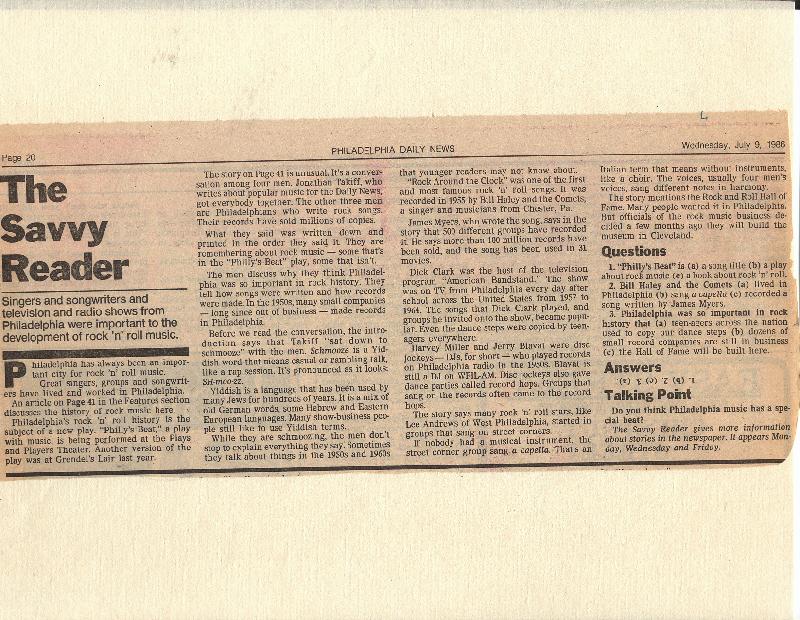 L
Page 20
PHILADELPHIA DAILY NEWS
Wednesday, July 9, 1986
The
Savvy
Reader
Singers and songwriters and
television and radio shows from
Philadelphia were important to the
development of rock 'n' roll music.
Philadelphia has always been an impor-
tant city for rock 'n' roll music.
Great singers, groups and songwrit-
ers have lived and worked in Philadelphia.
An article on Page 41 in the Features section
discusses the history of rock music here.
Philadelphia's rock 'n' roll history is the
subject of a new play. "Philly's Beat," a play
with music, is being performed at the Plays
and Players Theater. Another version of the
play was at Grendel's Lair last year.
The story on Page 41 is unusual. It's a conver-
sation among four men. Jonathan Takiff, who
writes about popular music for the Daily News,
got everybody together. The other three men
are Philadelphians who write rock songs.
Their records have sold millions of copies.
What they said was written down and
printed in the order they said it. They are
remembering about rock music — some that's
in the "Philly's Beat" play, some that isn't.
The men discuss why they think Philadel-
phia was so important in rock history. They
tell how songs were written and how records
were made. In the 1950s, many small companies
— long since out of business — made records
in Philadelphia.
Before we read the conversation, the intro-
duction says that Takiff "sat down to
schmooze" with the men. Schmooze is a Yid-
dish word that means casual or rambling talk,
like a rap session. It's pronounced as it looks:
SH-mooze.
Yiddish is a language that has been used by
many Jews for hundreds of years. It is a mix of
old German words, some Hebrew and Eastern
European languages. Many show-business peo-
ple still like to use Yiddish terms.
While they are schmoozing, the men don't
stop to explain everything they say. Sometimes
they talk about things in the 1950s and 1960s
that younger readers may not know about.
"Rock Around the Clock" was one of the first
and most famous rock 'n' roll songs. It was
recorded in 1955 by Bill Haley and the Comets,
a singer and musicians from Chester, Pa.
James Myers, who wrote the song, says in the
story that 500 different groups have recorded
it. He says more than 100 million records have
been sold, and the song has been used in 31
movies.
Dick Clark was the host of the television
program "American Bandstand." The show
was on TV from Philadelphia every day after
school across the United States from 1957 to
1964. The songs that Dick Clark played, and
groups he invited onto the show, became popu-
lar. Even the dance steps were copied by teen-
agers everywhere.
Harvey Miller and Jerry Blavat were disc
jockeys — DJs, for short — who played records
on Philadelphia radio in the 1950s. Blavat is
still a DJ on WFIL-AM. Disc jockeys also gave
dance parties called record hops. Groups that
sang on the records often came to the record
hops.
The story says many rock 'n' roll stars, like
Lee Andrews of West Philadelphia, started in
groups that sang on street corners.
If nobody had a musical instrument, the
street corner group sang a capella. That's an
Italian term that means without instruments,
like a choir. The voices, usually four men's
voices, sang different notes in harmony.
The story mentions the Rock and Roll Hall of
Fame. Many people wanted it in Philadelphia.
But officials of the rock music business de-
cided a few months ago they will build the
museum in Cleveland.
Questions
1. "Philly's Beat" is (a) a song title (b) a play
about rock music (c) a book about rock 'n' roll.
2. Bill Haley and the Comets (a) lived in
Philadelphia (b) sang a capella (c) recorded a
song written by James Myers.
3. Philadelphia was so important in rock
history that (a) teen-agers across the nation
used to copy our dance steps (b) dozens of
small record companies are still in business
(c) the Hall of Fame will be built here.
Answers
1. (b) 2. (c) 3. (a)
Talking Point
Do you think Philadelphia music has a spe-
cial beat?
The Savvy Reader gives more information
about stories in the newspaper. It appears Mon-
day, Wednesday and Friday.